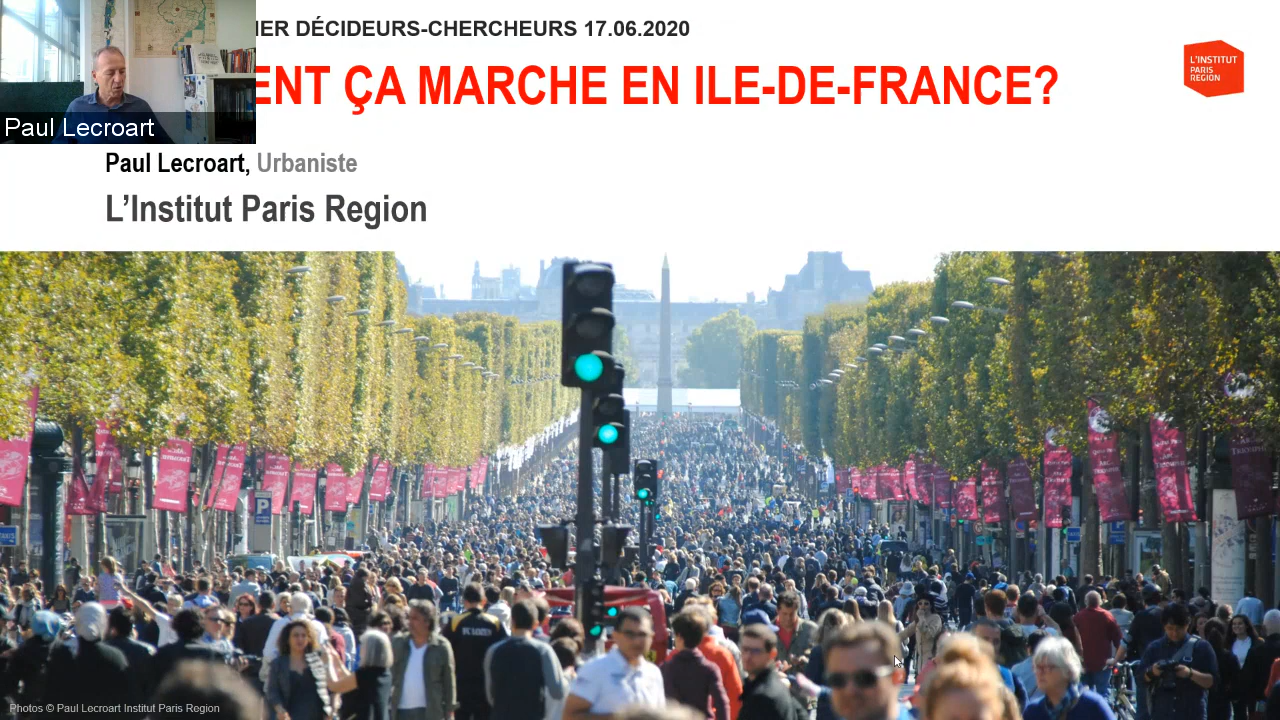 IER DÉCIDEURS-CHERCHEURS 17.06.2020
ENT ÇA MARCHE EN ILE-DE-FRANCE?
L'INSTITUT
PARIS
REGION
Paul Lecroart
Paul Lecroart, Urbaniste
L'Institut Paris Region
P
Photos © Paul Lecroart Institut Paris Region